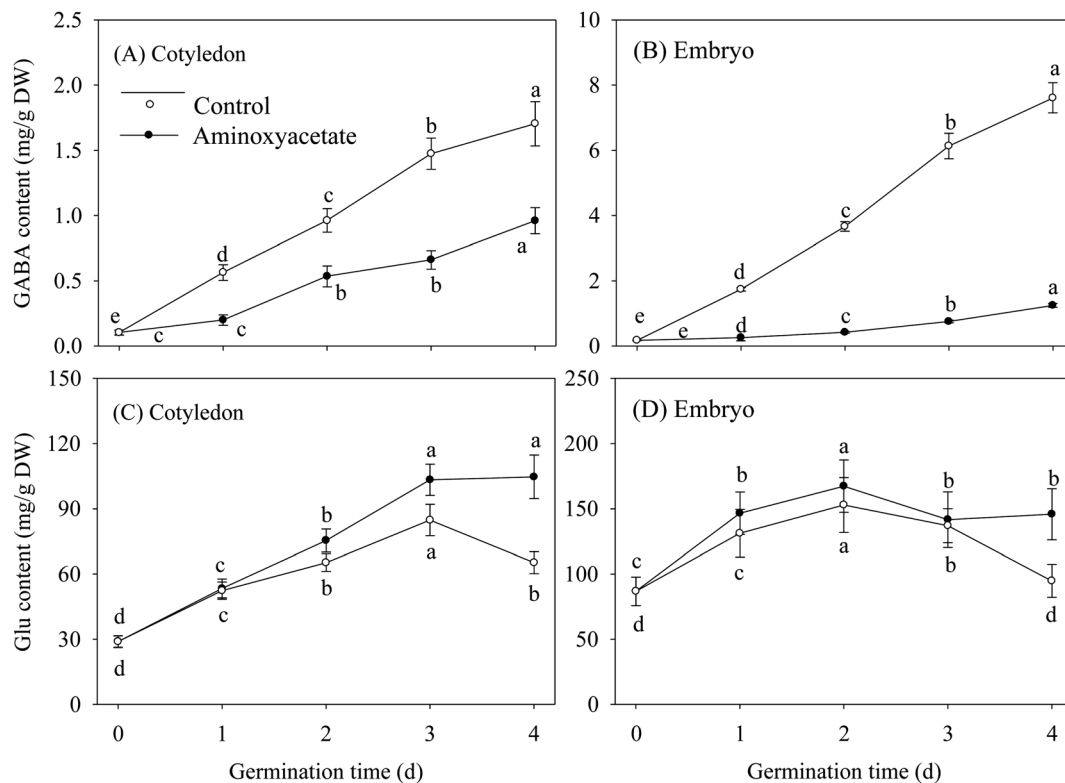 GABA content (mg/g DW)
2.5
2.0
1.5
1.0
0.5
0.0
(A) Cotyledon
Control
Aminoxyacetate
e
d
c
b
a
c
c
b
b
a
10
8
6
4
2
0
(B) Embryo
e
d
c
b
a
e
d
c
b
a
Glu content (mg/g DW)
150
120
90
60
30
0
(C) Cotyledon
d
c
b
a
a
d
c
b
a
b
0
1
2
3
4
Germination time (d)
250
200
150
100
50
0
(D) Embryo
c
b
a
b
b
d
c
a
b
d
0
1
2
3
4
Germination time (d)